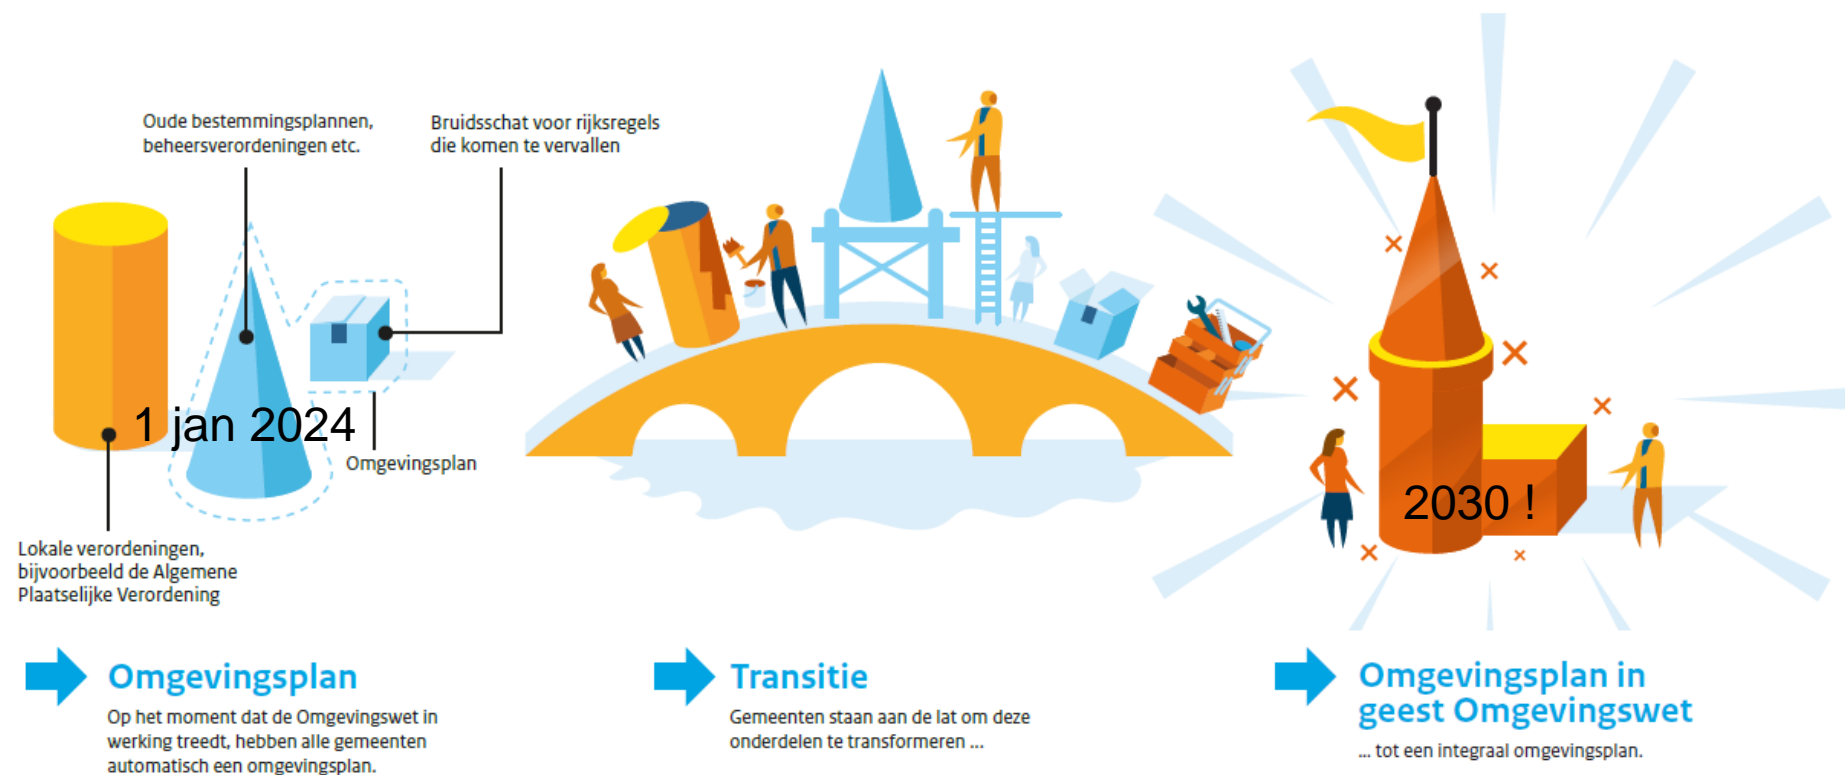 Oude bestemmingsplannen,
beheersverordeningen etc.
Bruidsschat voor rijksregels
die komen te vervallen
1 jan 2024
Omgevingsplan
Lokale verordeningen,
bijvoorbeeld de Algemene
Plaatselijke Verordening
2030 !
Omgevingsplan
Op het moment dat de Omgevingswet in
werking treedt, hebben alle gemeenten
automatisch een omgevingsplan.
Transitie
Gemeenten staan aan de lat om deze
onderdelen te transformeren ...
Omgevingsplan in
geest Omgevingswet
... tot een integraal omgevingsplan.